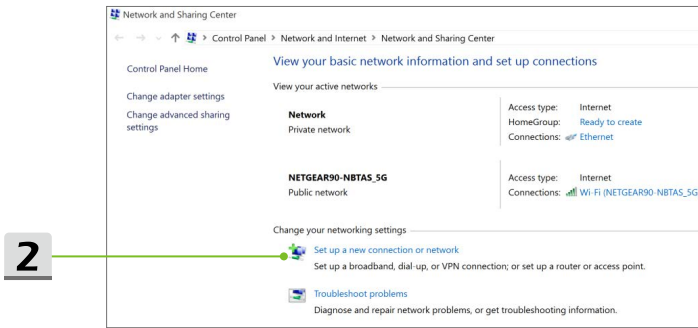 Network and Sharing Center
Control Panel > Network and Internet > Network and Sharing Center
Control Panel Home
Change adapter settings
Change advanced sharing
settings
View your basic network information and set up connections
View your active networks
Network
Private network
Access type: Internet
HomeGroup: Ready to create
Connections: Ethernet
NETGEAR90-NBTAS_5G
Public network
Access type: Internet
Connections: Wi-Fi (NETGEAR90-NBTAS_5G
Change your networking settings
2
Set up a new connection or network
Set up a broadband, dial-up, or VPN connection; or set up a router or access point.
Troubleshoot problems
Diagnose and repair network problems, or get troubleshooting information.